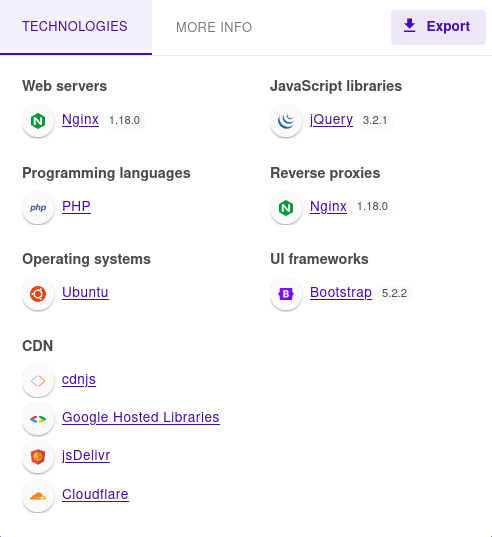 TECHNOLOGIES
MORE INFO
Export
Web servers
Nginx 1.18.0
Programming languages
php PHP
Operating systems
Ubuntu
CDN
cdnjs
Google Hosted Libraries
jsDelivr
Cloudflare
JavaScript libraries
jQuery 3.2.1
Reverse proxies
Nginx 1.18.0
UI frameworks
B Bootstrap 5.2.2